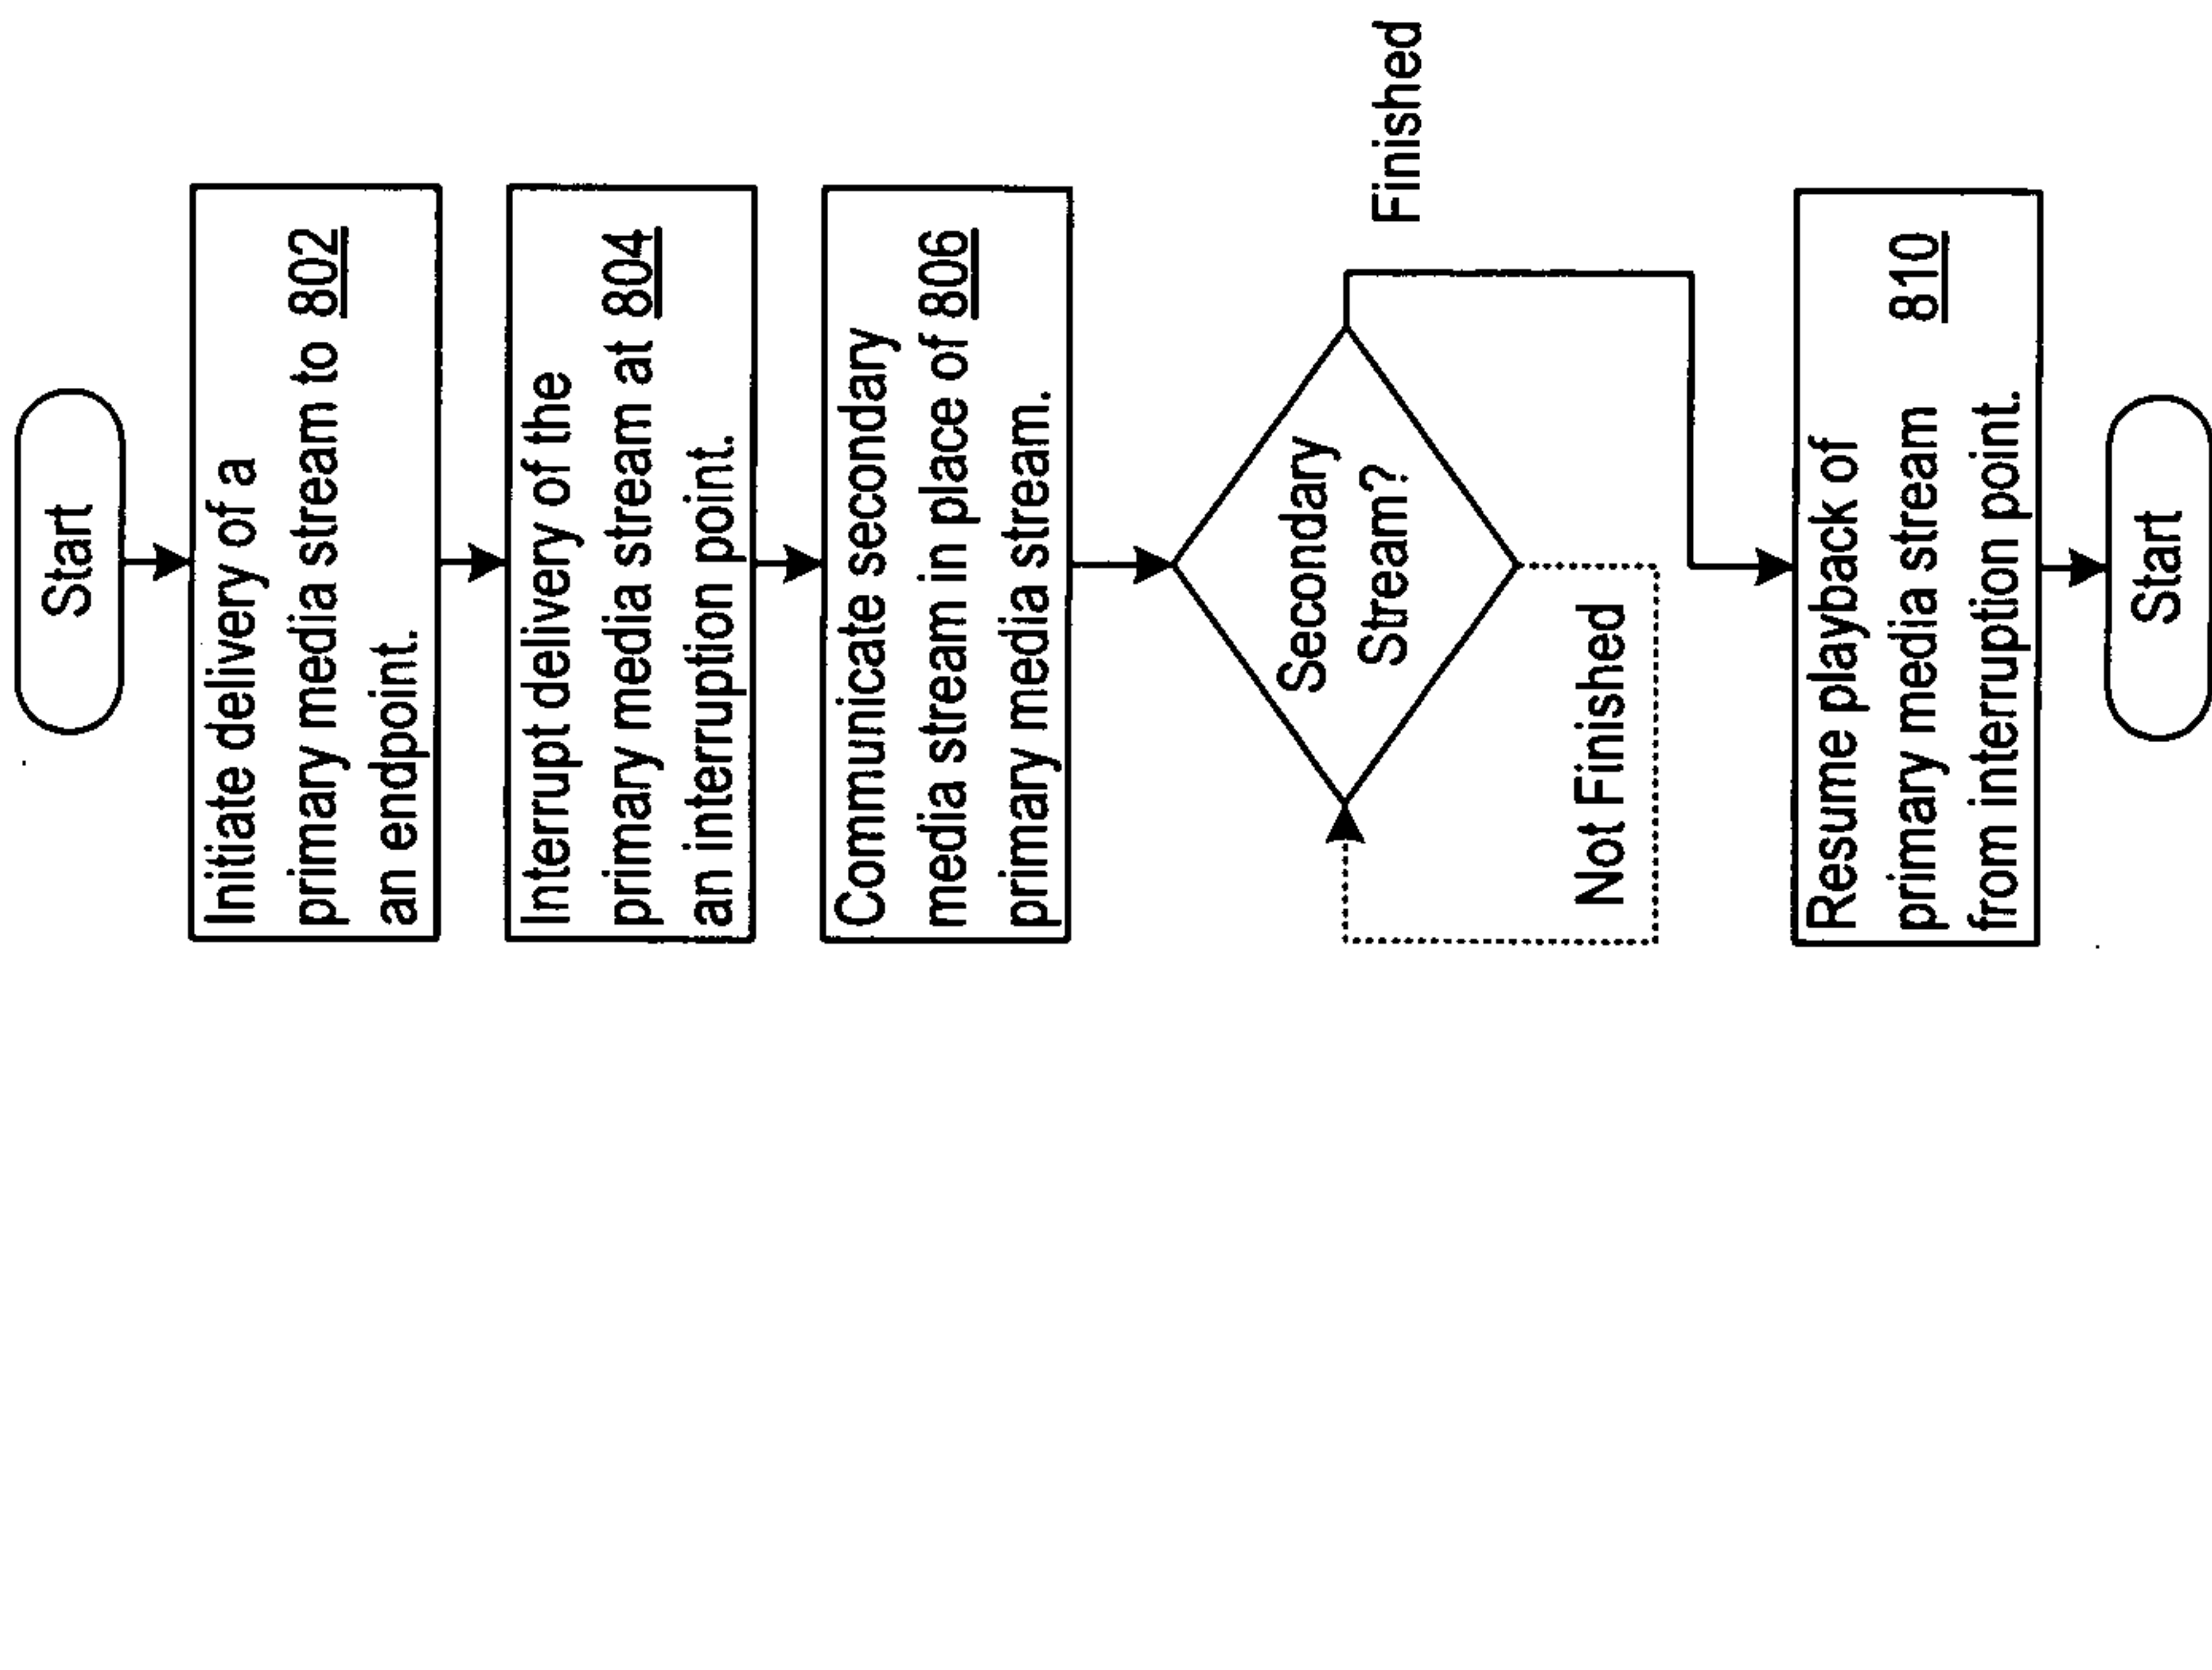 Start
Initiate delivery of a
primary media stream to 802
an endpoint.
Interrupt delivery of the
primary media stream at 804
an interruption point.
Communicate secondary
media stream in place of 806
primary media stream.
Secondary
Stream?
Finished
Not Finished
Resume playback of
primary media stream 810
from interruption point.
Start